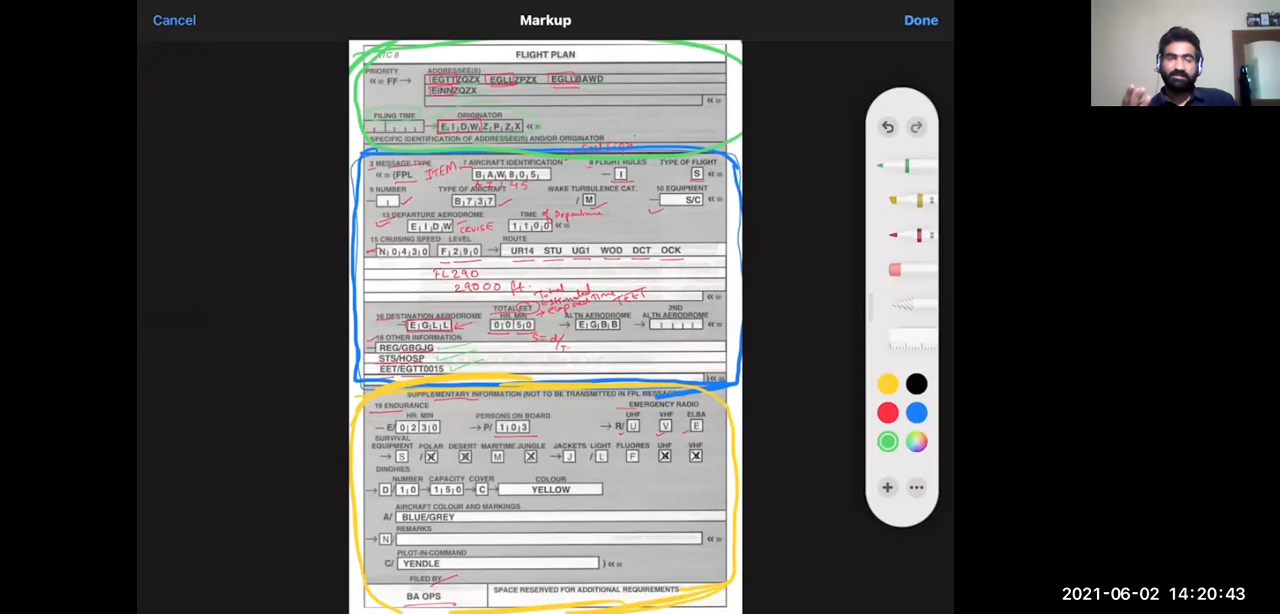 Cancel
Markup
Done
FLIGHT PLAN
PRIORITY
ADDRESSEE(S)
<<≡ FF →
EGTTZQZX EGLLZPZX EGLLBAWD
EINNZQZX
<<≡
FILING TIME
ORIGINATOR
→ EIDWZPZX <<≡
SPECIFIC IDENTIFICATION OF ADDRESSEE(S) AND/OR ORIGINATOR
3 MESSAGE TYPE ITEM 7 AIRCRAFT IDENTIFICATION 8 FLIGHT RULES TYPE OF FLIGHT
<<≡ (FPL BAW805 – I S <<≡
9 NUMBER TYPE OF AIRCRAFT WAKE TURBULENCE CAT. 10 EQUIPMENT
– 1 B737 / M – S/C <<≡
13 DEPARTURE AERODROME TIME of Departure
EIDW CRUISE 1100 <<≡
15 CRUISING SPEED LEVEL ROUTE
N0430 F290 → UR14 STU UG1 WOD DCT OCK
FL290
29000 ft.
Total
Estimated
Elapsed Time TEET
<<≡
16 DESTINATION AERODROME TOTAL EET HR. MIN ALTN AERODROME 2ND ALTN AERODROME
– EGLL 0050 → EGBB → <<≡
18 OTHER INFORMATION
S = d/T
– REG/GBGJG
STS/HOSP
EET/EGTT0015
) <<≡
SUPPLEMENTARY INFORMATION (NOT TO BE TRANSMITTED IN FPL MESSAGES)
19 ENDURANCE
EMERGENCY RADIO
HR. MIN PERSONS ON BOARD UHF VHF ELBA
– E/ 0230 → P/ 103 → R/ U V E
SURVIVAL
EQUIPMENT POLAR DESERT MARITIME JUNGLE JACKETS LIGHT FLUORES UHF VHF
→ S / X X M X → J / L F X X
DINGHIES
NUMBER CAPACITY COVER COLOUR
→ D / 10 → 150 → C → YELLOW
AIRCRAFT COLOUR AND MARKINGS
A/ BLUE/GREY
REMARKS
→ N / <<≡
PILOT-IN-COMMAND
C/ YENDLE ) <<≡
FILED BY
BA OPS
SPACE RESERVED FOR ADDITIONAL REQUIREMENTS
2021-06-02 14:20:43